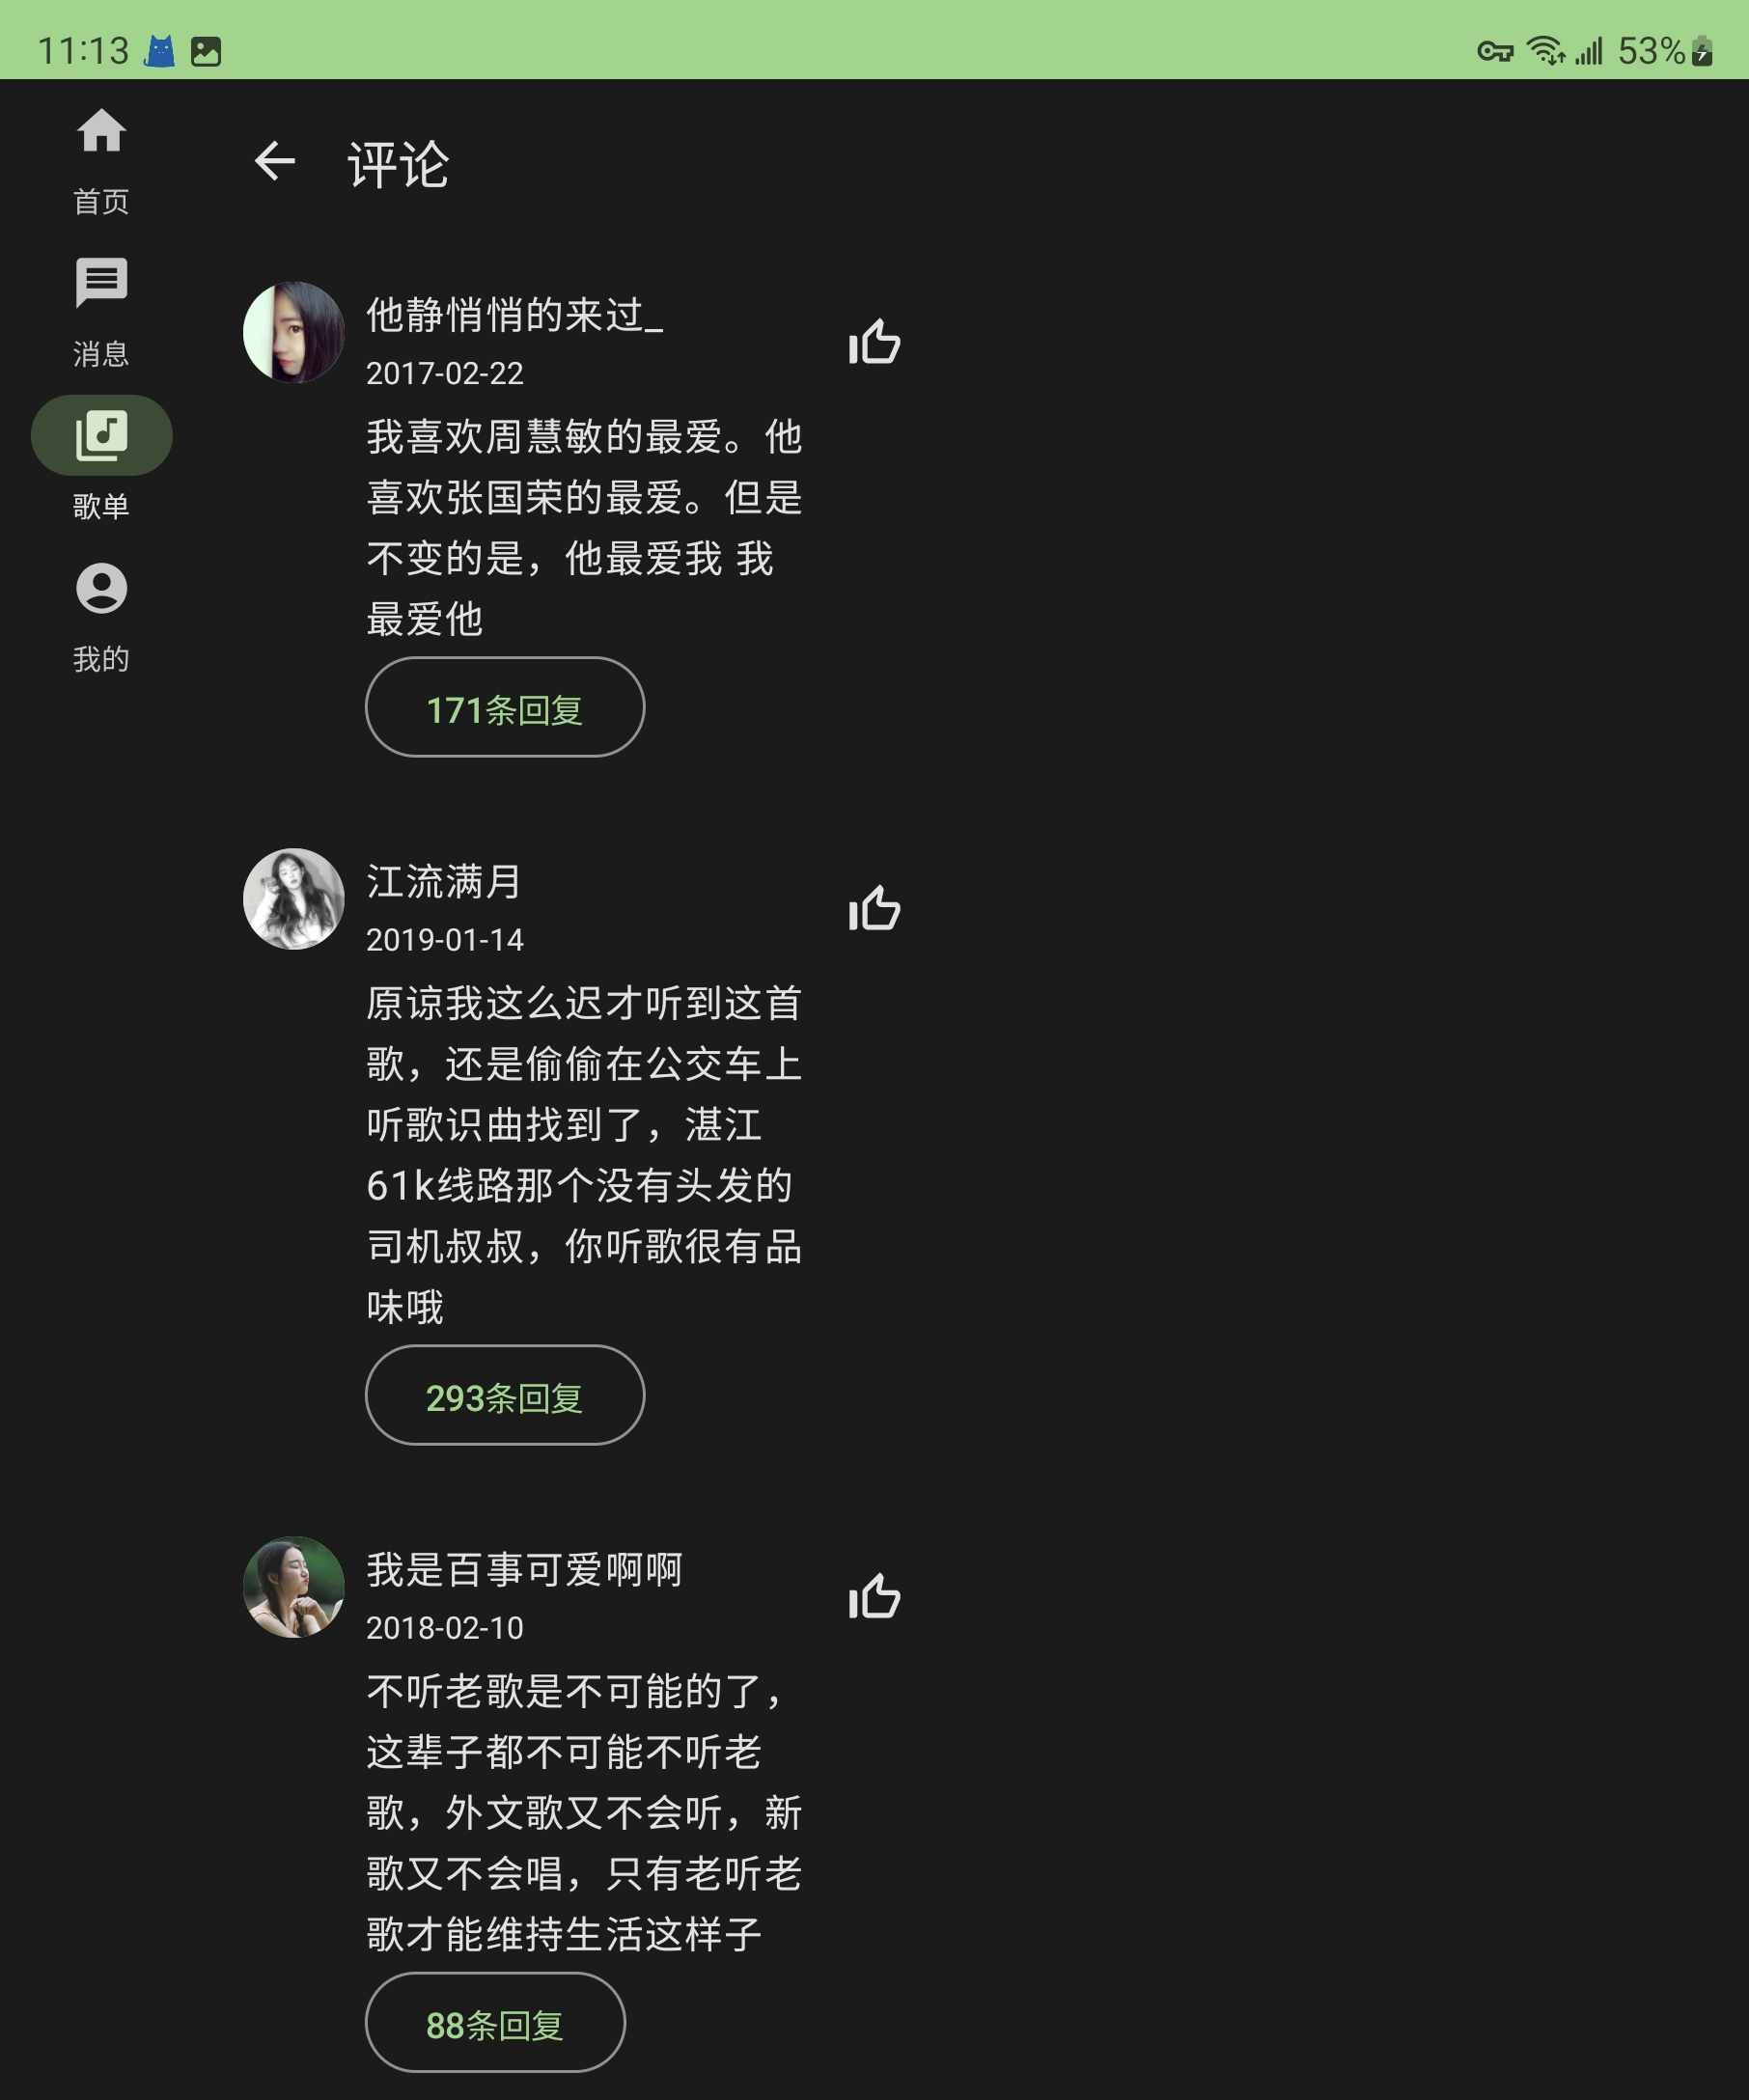 11:13
53%
首页
消息
歌单
我的
评论
他静悄悄的来过_
2017-02-22
我喜欢周慧敏的最爱。他
喜欢张国荣的最爱。但是
不变的是，他最爱我 我
最爱他
171条回复
江流满月
2019-01-14
原谅我这么迟才听到这首
歌，还是偷偷在公交车上
听歌识曲找到了，湛江
61k线路那个没有头发的
司机叔叔，你听歌很有品
味哦
293条回复
我是百事可爱啊啊
2018-02-10
不听老歌是不可能的了，
这辈子都不可能不听老
歌，外文歌又不会听，新
歌又不会唱，只有老听老
歌才能维持生活这样子
88条回复